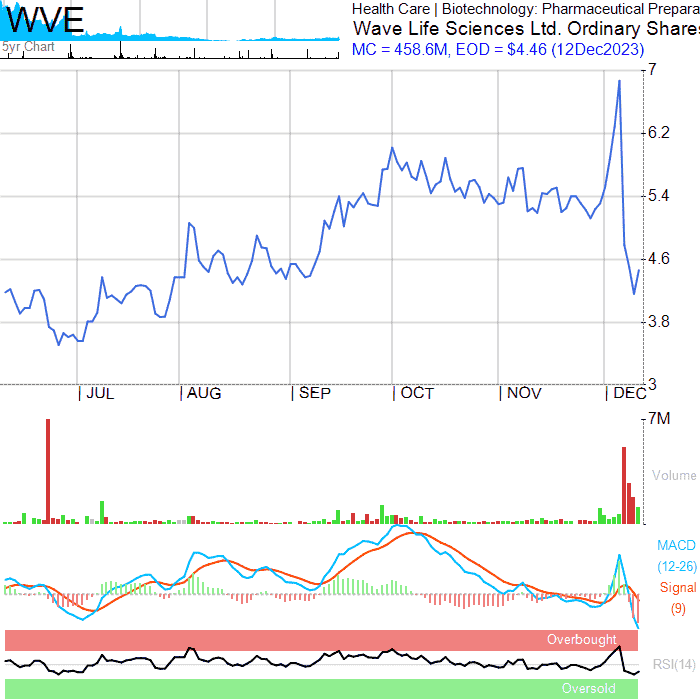 WVE
5yr Chart
Health Care | Biotechnology: Pharmaceutical Prepara
Wave Life Sciences Ltd. Ordinary Shares
MC = 458.6M, EOD = $4.46 (12Dec2023)
7
6.2
5.4
4.6
3.8
3
| JUL | AUG | SEP | OCT | NOV | DEC
7M
Volume
MACD
(12-26)
Signal
(9)
Overbought
RSI(14)
Oversold